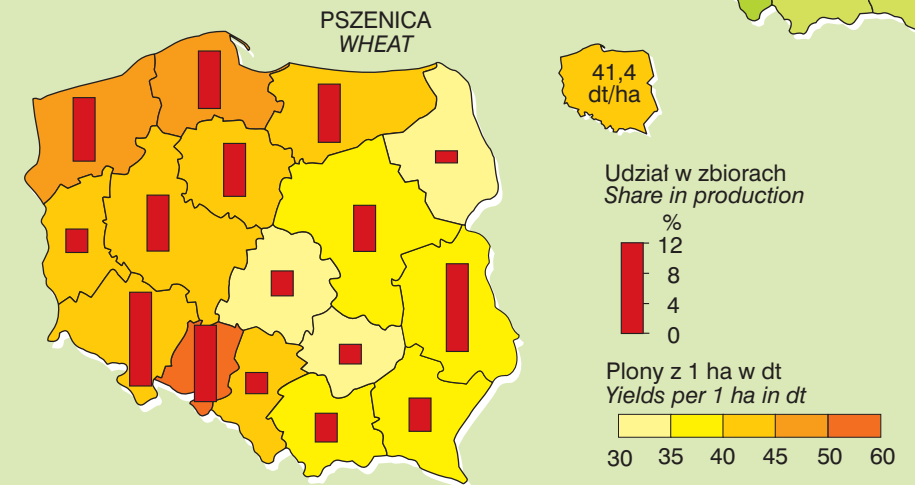 PSZENICA
WHEAT
41,4
dt/ha
Udział w zbiorach
Share in production
%
12
8
4
0
Plony z 1 ha w dt
Yields per 1 ha in dt
30 35 40 45 50 60